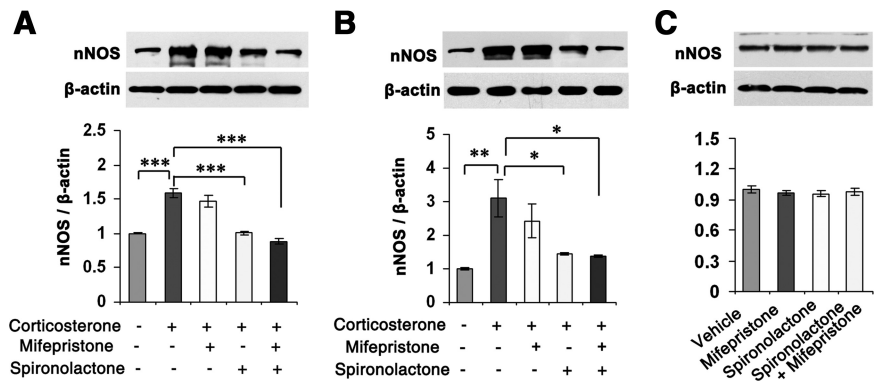 A
nNOS
β-actin
nNOS / β-actin
2.5
2
1.5
1
0.5
0
***
***
***
Corticosterone - + + + +
Mifepristone - - + - +
Spironolactone - - - + +
B
nNOS
β-actin
nNOS / β-actin
5
4
3
2
1
0
**
*
*
Corticosterone - + + + +
Mifepristone - - + - +
Spironolactone - - - + +
C
nNOS
β-actin
1.5
1.2
0.9
0.6
0.3
0
Vehicle
Mifepristone
Spironolactone
Spironolactone
+ Mifepristone